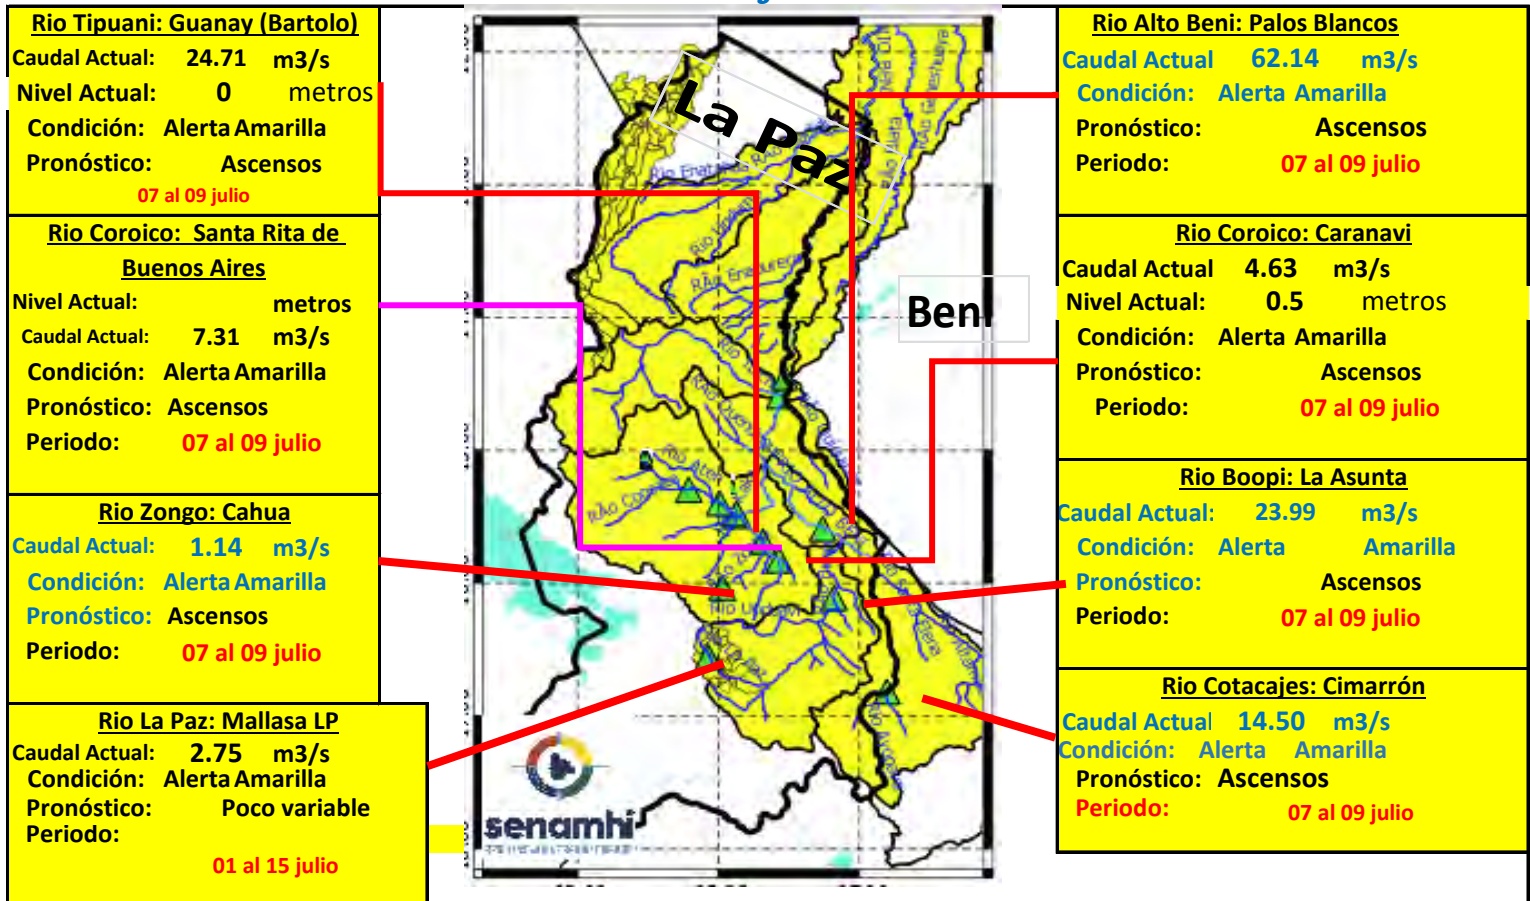 Rio Tipuani: Guanay (Bartolo)
Caudal Actual: 24.71 m3/s
Nivel Actual: 0 metros
Condición: Alerta Amarilla
Pronóstico: Ascensos
07 al 09 julio
Rio Coroico: Santa Rita de
Buenos Aires
Nivel Actual: metros
Caudal Actual: 7.31 m3/s
Condición: Alerta Amarilla
Pronóstico: Ascensos
Periodo: 07 al 09 julio
Rio Zongo: Cahua
Caudal Actual: 1.14 m3/s
Condición: Alerta Amarilla
Pronóstico: Ascensos
Periodo: 07 al 09 julio
Rio La Paz: Mallasa LP
Caudal Actual: 2.75 m3/s
Condición: Alerta Amarilla
Pronóstico: Poco variable
Periodo:
01 al 15 julio
La Paz
Beni
senamhi
Rio Alto Beni: Palos Blancos
Caudal Actual 62.14 m3/s
Condición: Alerta Amarilla
Pronóstico: Ascensos
Periodo: 07 al 09 julio
Rio Coroico: Caranavi
Caudal Actual 4.63 m3/s
Nivel Actual: 0.5 metros
Condición: Alerta Amarilla
Pronóstico: Ascensos
Periodo: 07 al 09 julio
Rio Boopi: La Asunta
Caudal Actual: 23.99 m3/s
Condición: Alerta Amarilla
Pronóstico: Ascensos
Periodo: 07 al 09 julio
Rio Cotacajes: Cimarrón
Caudal Actual 14.50 m3/s
Condición: Alerta Amarilla
Pronóstico: Ascensos
Periodo: 07 al 09 julio